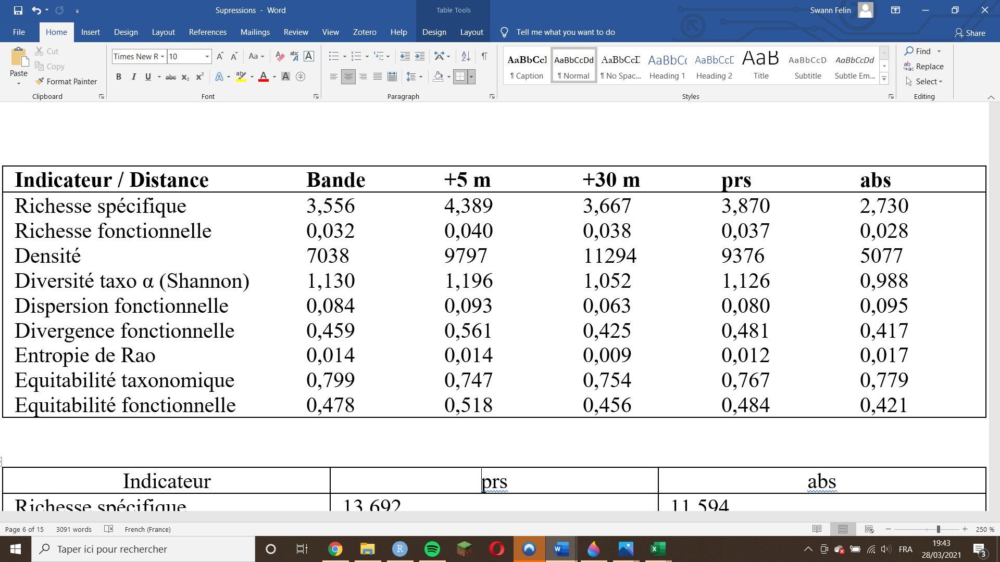 Supressions - Word
Table Tools
Swann Felin
File Home Insert Design Layout References Mailings Review View Zotero Help Design Layout Tell me what you want to do Share
Paste
Cut
Copy
Format Painter
Clipboard
Times New R 10
Aa
abc A
B I U abc x₂ x² A ab A A 字
Font
Paragraph
AaBbCcI AaBbCcDd AaBbCcD AaBbCc AaBbCcD AaB AaBbCcD AaBbCcDd
¶ Caption ¶ Normal ¶ No Spac... Heading 1 Heading 2 Title Subtitle Subtle Em...
Styles
Find
Replace
Select
Editing
Indicateur / Distance Bande +5 m +30 m prs abs
Richesse spécifique 3,556 4,389 3,667 3,870 2,730
Richesse fonctionnelle 0,032 0,040 0,038 0,037 0,028
Densité 7038 9797 11294 9376 5077
Diversité taxo α (Shannon) 1,130 1,196 1,052 1,126 0,988
Dispersion fonctionnelle 0,084 0,093 0,063 0,080 0,095
Divergence fonctionnelle 0,459 0,561 0,425 0,481 0,417
Entropie de Rao 0,014 0,014 0,009 0,012 0,017
Equitabilité taxonomique 0,799 0,747 0,754 0,767 0,779
Equitabilité fonctionnelle 0,478 0,518 0,456 0,484 0,421
Indicateur prs abs
Richesse spécifique 13,692 11,594
Page 6 of 15 3091 words French (France) 250 %
Taper ici pour rechercher
FRA
19:43
28/03/2021
3